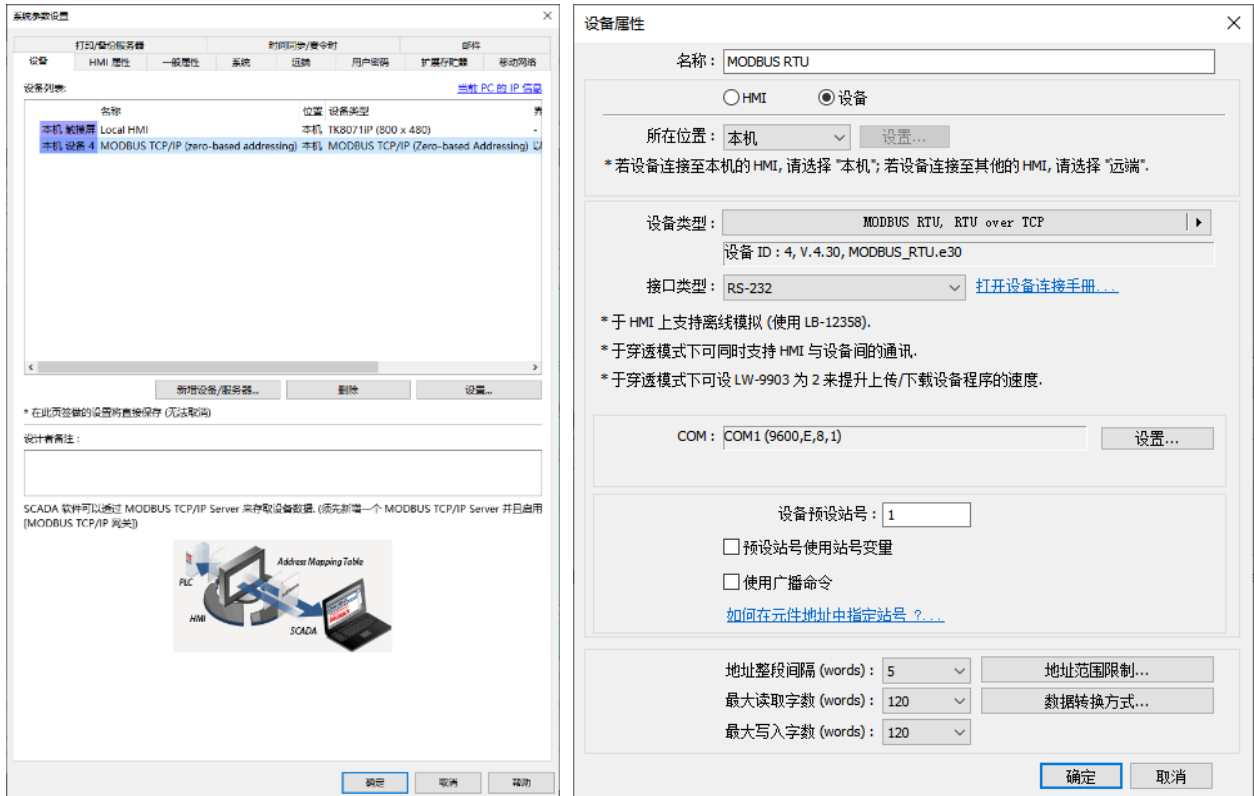 系统参数设置
打印/备份服务器 时间同步/夏令时 邮件
设备 HMI 属性 一般属性 系统 远端 用户密码 扩展存贮器 移动网络
设备列表: 当前 PC 的 IP 信息
名称 位置 设备类型
本机 触摸屏 Local HMI 本机 TK8071iP (800 x 480) -
本机 设备 4 MODBUS TCP/IP (zero-based addressing) 本机 MODBUS TCP/IP (Zero-based Addressing) 以
新增设备/服务器... 删除 设置...
* 在此页签做的设置将直接保存 (无法取消)
设计者备注 :
SCADA 软件可以透过 MODBUS TCP/IP Server 来存取设备数据. (须先新增一个 MODBUS TCP/IP Server 并且启用
[MODBUS TCP/IP 网关])
Address Mapping Table
PLC
HMI
SCADA
确定 取消 帮助
设备属性
名称 : MODBUS RTU
HMI 设备
所在位置 : 本机 设置...
* 若设备连接至本机的 HMI, 请选择 "本机"; 若设备连接至其他的 HMI, 请选择 "远端".
设备类型 : MODBUS RTU, RTU over TCP
设备 ID : 4, V.4.30, MODBUS_RTU.e30
接口类型 : RS-232 打开设备连接手册...
* 于 HMI 上支持离线模拟 (使用 LB-12358).
* 于穿透模式下可同时支持 HMI 与设备间的通讯.
* 于穿透模式下可设 LW-9903 为 2 来提升上传/下载设备程序的速度.
COM : COM1 (9600,E,8,1) 设置...
设备预设站号 : 1
预设站号使用站号变量
使用广播命令
如何在元件地址中指定站号 ?...
地址整段间隔 (words) : 5 地址范围限制...
最大读取字数 (words) : 120 数据转换方式...
最大写入字数 (words) : 120
确定 取消